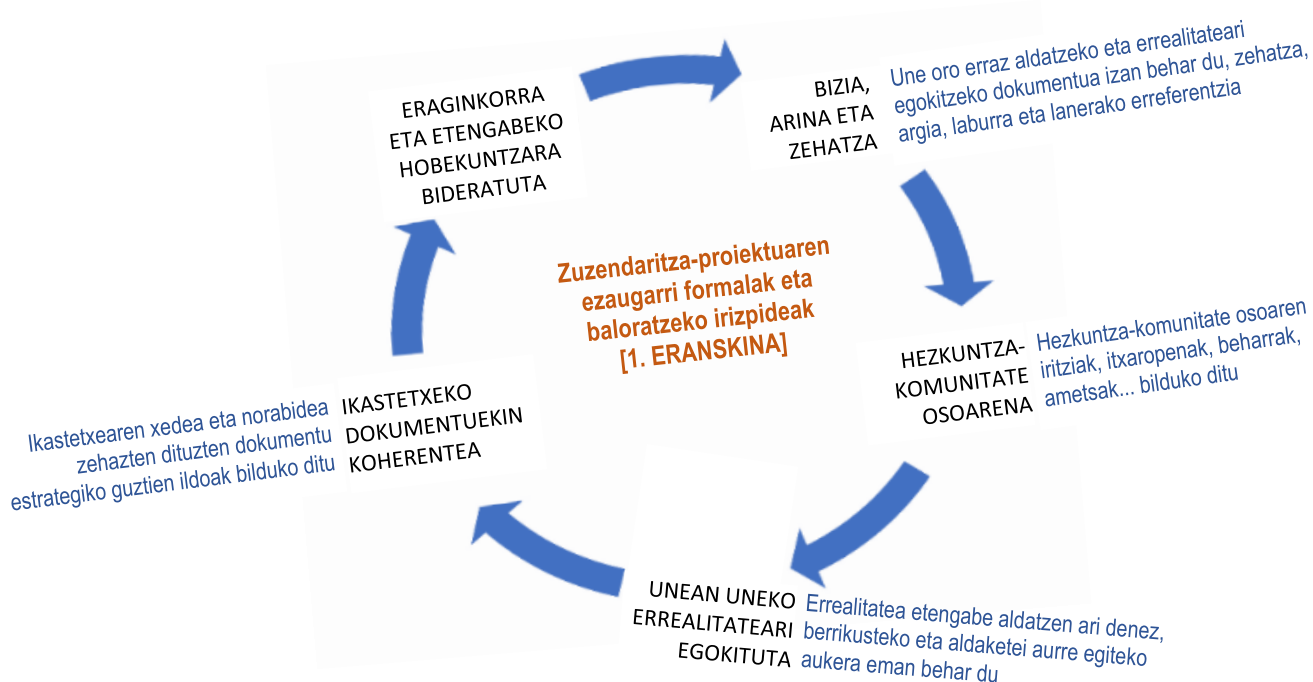 ERAGINKORRA
ETA ETENGABEKO
HOBEKUNTZARA
BIDERATUTA
BIZIA,
ARINA ETA
ZEHATZA
Une oro erraz aldatzeko eta errealitateari
egokitzeko dokumentua izan behar du, zehatza,
argia, laburra eta lanerako erreferentzia
Zuzendaritza-proiektuaren
ezaugarri formalak eta
baloratzeko irizpideak
[1. ERANSKINA]
HEZKUNTZA-
KOMUNITATE
OSOARENA
Hezkuntza-komunitate osoaren
iritziak, itxaropenak, beharrak,
ametsak... bilduko ditu
Ikastetxearen xedea eta norabidea
zehazten dituzten dokumentu
estrategiko guztien ildoak bilduko ditu
IKASTETXEKO
DOKUMENTUEKIN
KOHERENTEA
UNEAN UNEKO
ERREALITATEARI
EGOKITUTA
Errealitatea etengabe aldatzen ari denez,
berrikusteko eta aldaketei aurre egiteko
aukera eman behar du